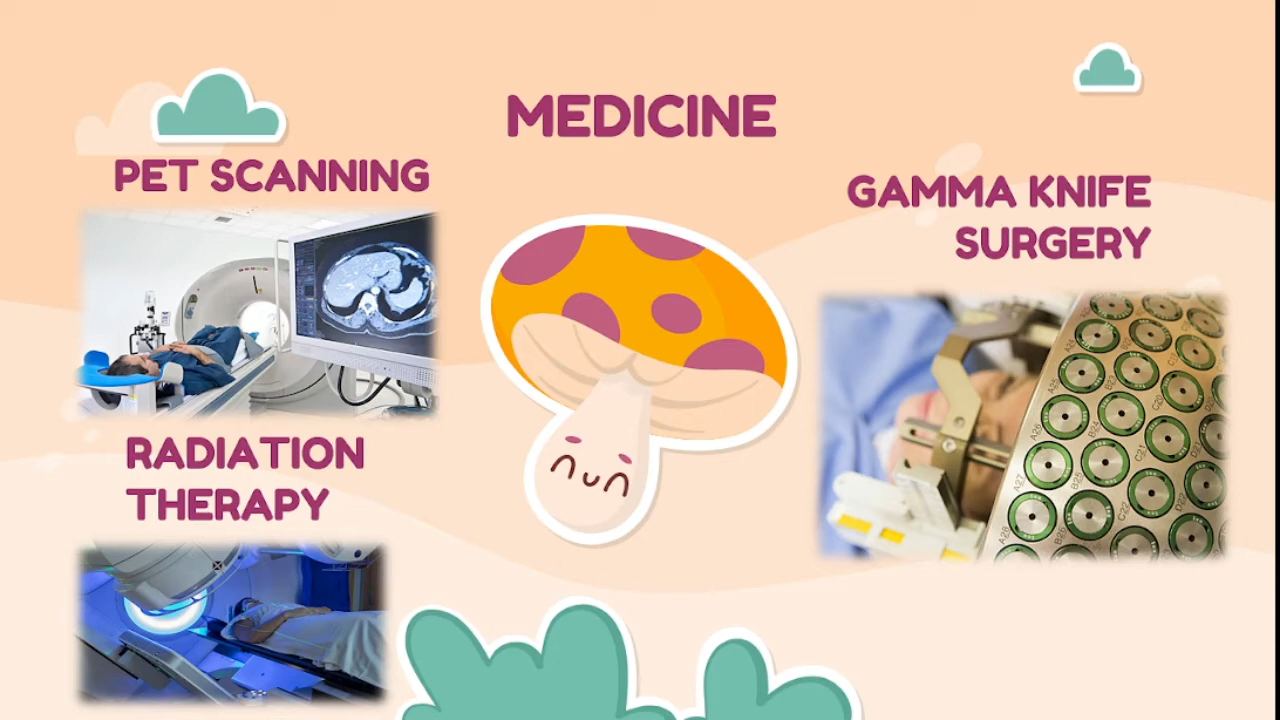 MEDICINE
PET SCANNING
GAMMA KNIFE
SURGERY
RADIATION
THERAPY